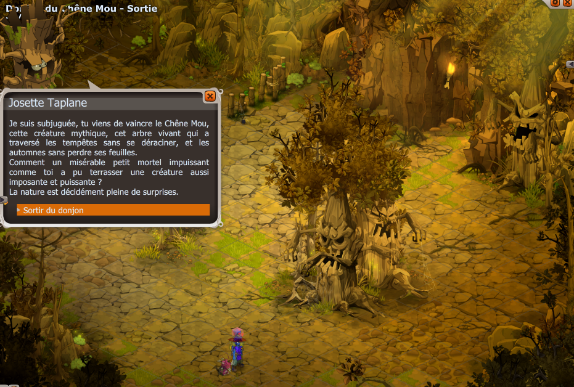 Donjon du Chêne Mou - Sortie
Josette Taplane
Je suis subjuguée, tu viens de vaincre le Chêne Mou,
cette créature mythique, cet arbre vivant qui a
traversé les tempêtes sans se déraciner, et les
automnes sans perdre ses feuilles.
Comment un misérable petit mortel impuissant
comme toi a pu terrasser une créature aussi
imposante et puissante ?
La nature est décidément pleine de surprises.
Sortir du donjon